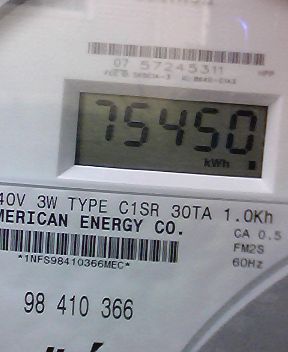 07 57245311
75450
kWh
40V 3W TYPE C1SR 30TA 1.0Kh
MERICAN ENERGY CO.
CA 0.5
FM2S
*1NFS98410366MEC*
60Hz
98 410 366